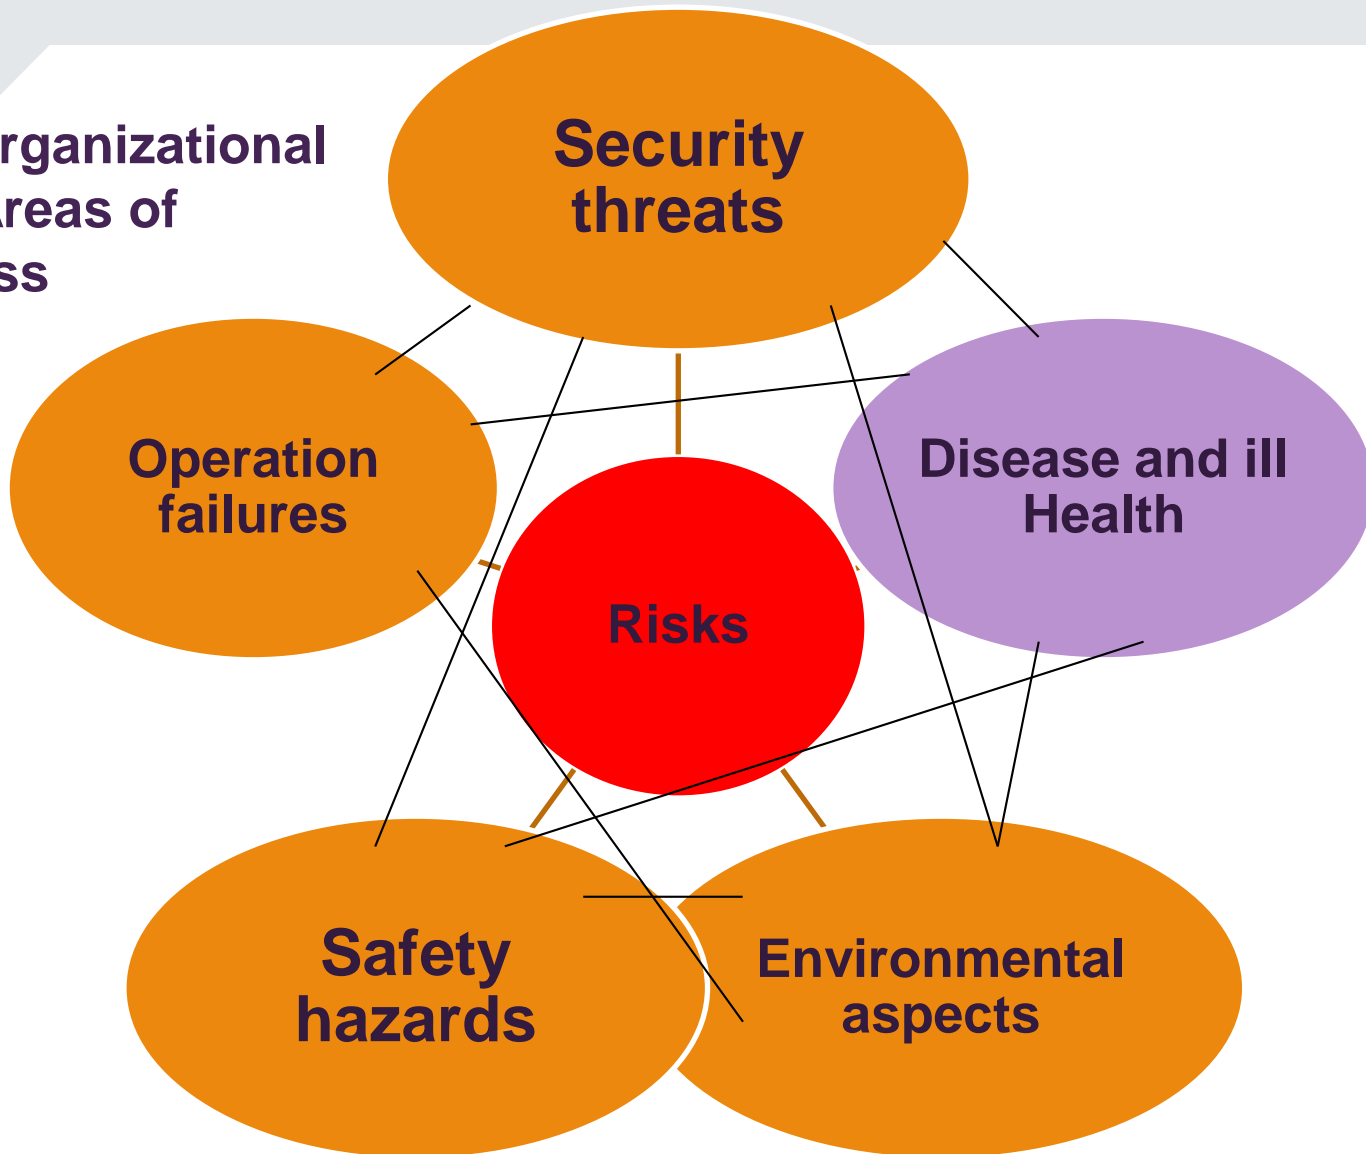 rganizational
reas of
ss
Security
threats
Operation
failures
Disease and ill
Health
Risks
Safety
hazards
Environmental
aspects